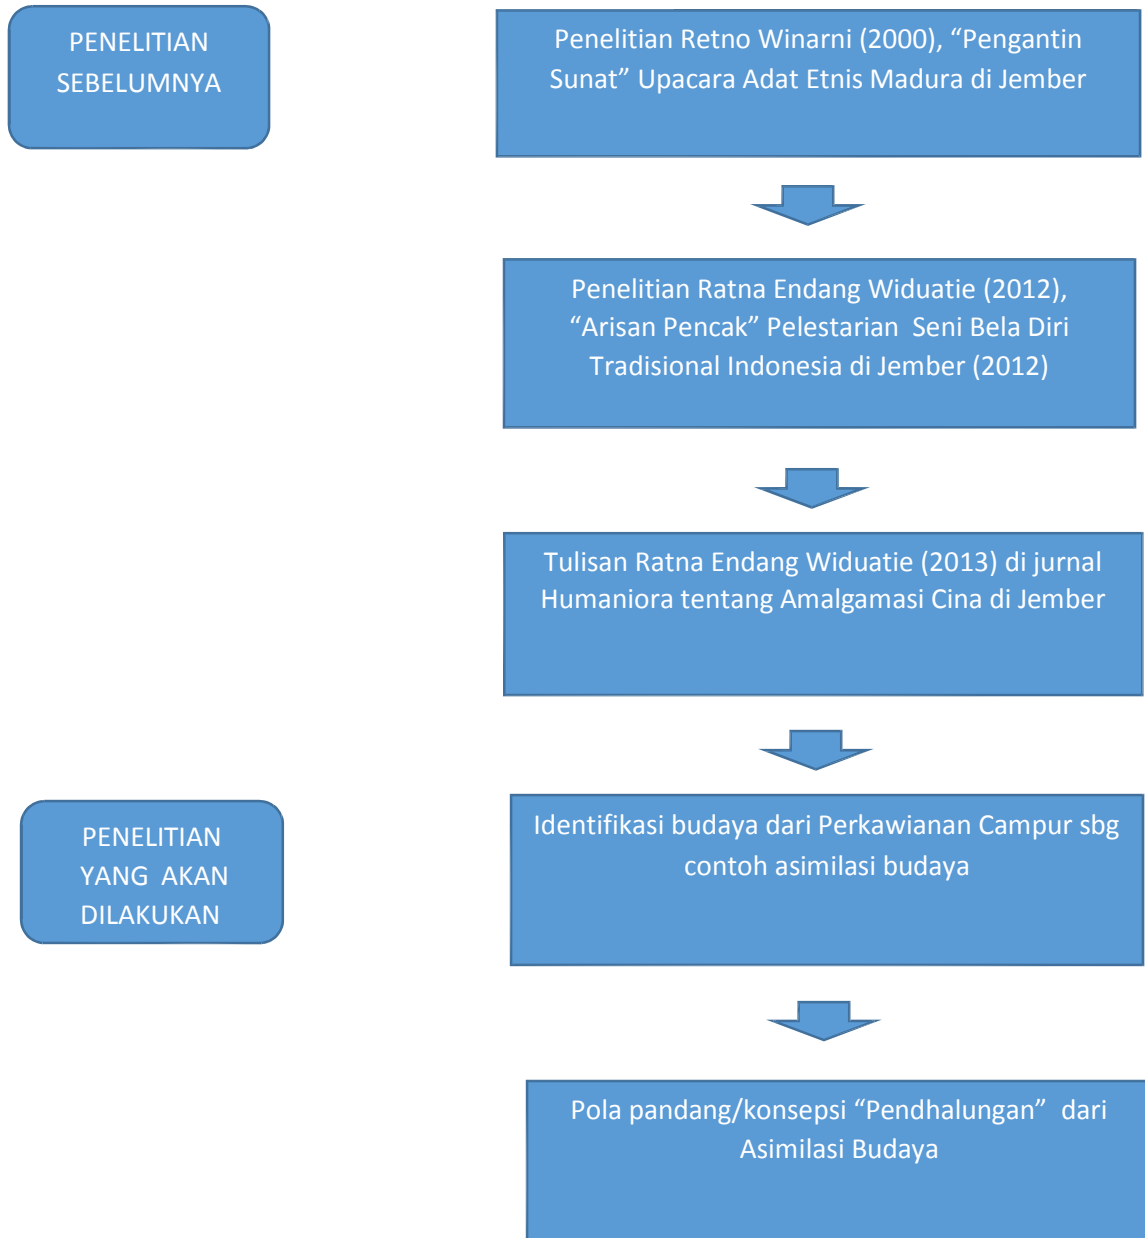 PENELITIAN
SEBELUMNYA
Penelitian Retno Winarni (2000), “Pengantin
Sunat” Upacara Adat Etnis Madura di Jember
Penelitian Ratna Endang Widuatie (2012),
“Arisan Pencak” Pelestarian Seni Bela Diri
Tradisional Indonesia di Jember (2012)
Tulisan Ratna Endang Widuatie (2013) di jurnal
Humaniora tentang Amalgamasi Cina di Jember
PENELITIAN
YANG AKAN
DILAKUKAN
Identifikasi budaya dari Perkawianan Campur sbg
contoh asimilasi budaya
Pola pandang/konsepsi “Pendhalungan” dari
Asimilasi Budaya